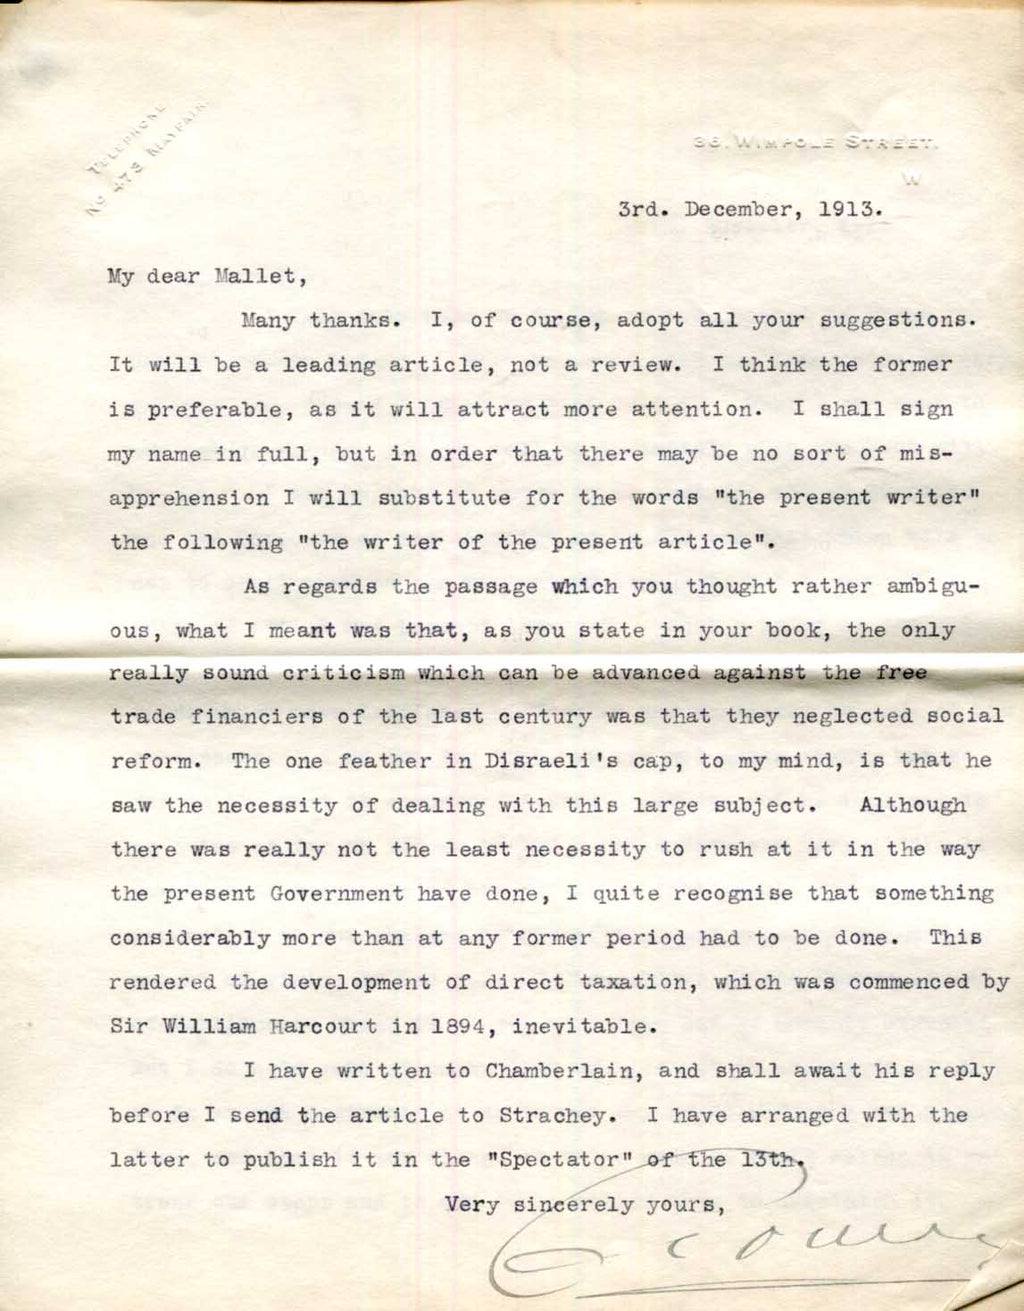 TELEPHONE
No 473 MAYFAIR.
36, WIMPOLE STREET.
W
3rd. December, 1913.
My dear Mallet,
Many thanks. I, of course, adopt all your suggestions.
It will be a leading article, not a review. I think the former
is preferable, as it will attract more attention. I shall sign
my name in full, but in order that there may be no sort of mis-
apprehension I will substitute for the words "the present writer"
the following "the writer of the present article".
As regards the passage which you thought rather ambigu-
ous, what I meant was that, as you state in your book, the only
really sound criticism which can be advanced against the free
trade financiers of the last century was that they neglected social
reform. The one feather in Disraeli's cap, to my mind, is that he
saw the necessity of dealing with this large subject. Although
there was really not the least necessity to rush at it in the way
the present Government have done, I quite recognise that something
considerably more than at any former period had to be done. This
rendered the development of direct taxation, which was commenced by
Sir William Harcourt in 1894, inevitable.
I have written to Chamberlain, and shall await his reply
before I send the article to Strachey. I have arranged with the
latter to publish it in the "Spectator" of the 13th.
Very sincerely yours,
Cromer